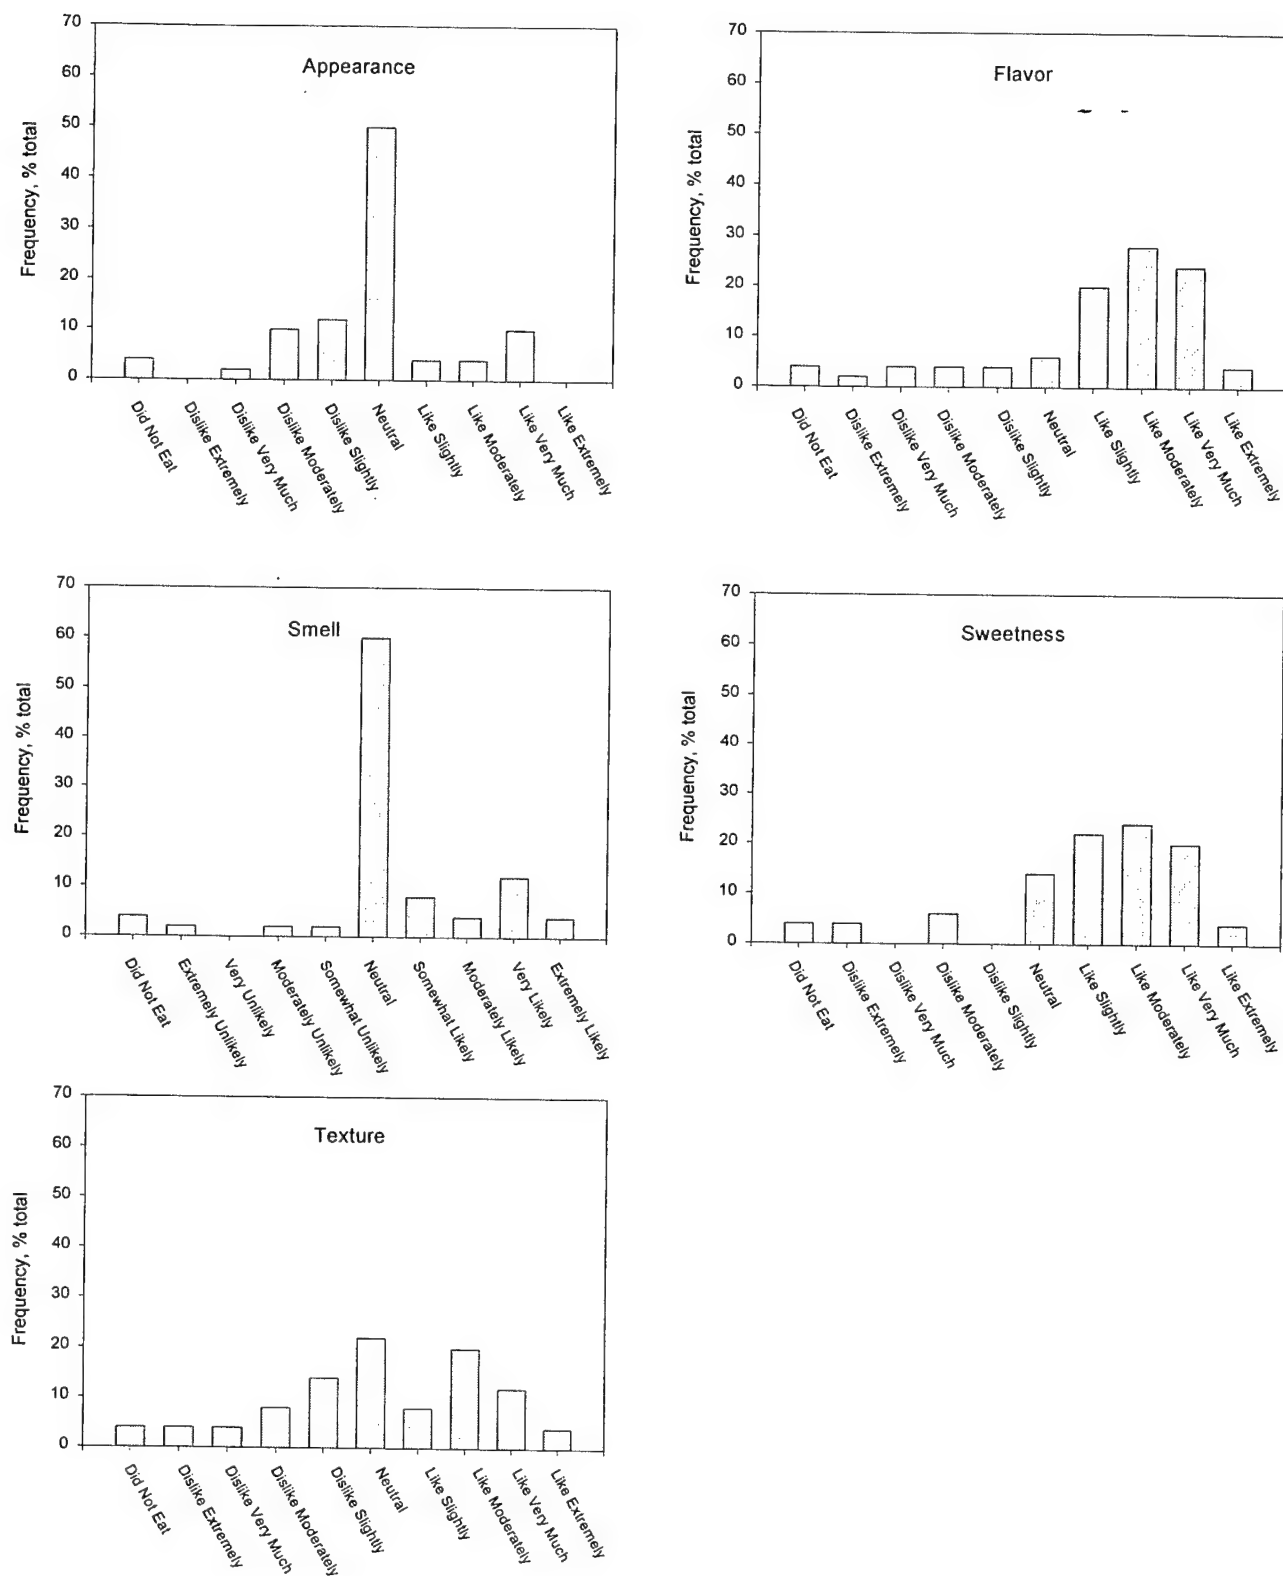 Appearance
Frequency, % total
70
60
50
40
30
20
10
0
Did Not Eat
Dislike Extremely
Dislike Very Much
Dislike Moderately
Dislike Slightly
Neutral
Like Slightly
Like Moderately
Like Very Much
Like Extremely
Flavor
Frequency, % total
70
60
50
40
30
20
10
0
Did Not Eat
Dislike Extremely
Dislike Very Much
Dislike Moderately
Dislike Slightly
Neutral
Like Slightly
Like Moderately
Like Very Much
Like Extremely
Smell
Frequency, % total
70
60
50
40
30
20
10
0
Did Not Eat
Extremely Unlikely
Very Unlikely
Moderately Unlikely
Somewhat Unlikely
Neutral
Somewhat Likely
Moderately Likely
Very Likely
Extremely Likely
Sweetness
Frequency, % total
70
60
50
40
30
20
10
0
Did Not Eat
Dislike Extremely
Dislike Very Much
Dislike Moderately
Dislike Slightly
Neutral
Like Slightly
Like Moderately
Like Very Much
Like Extremely
Texture
Frequency, % total
70
60
50
40
30
20
10
0
Did Not Eat
Dislike Extremely
Dislike Very Much
Dislike Moderately
Dislike Slightly
Neutral
Like Slightly
Like Moderately
Like Very Much
Like Extremely